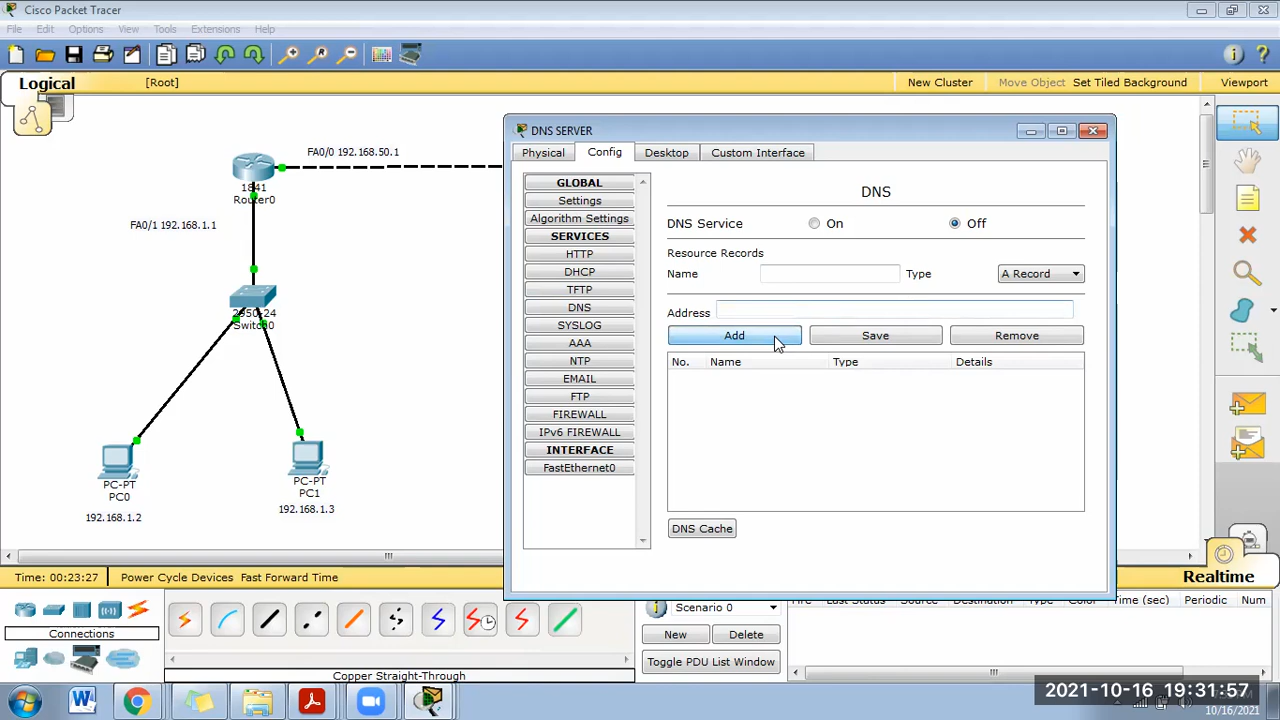 Cisco Packet Tracer
File Edit Options View Tools Extensions Help
Logical
[Root]
New Cluster
Move Object
Set Tiled Background
Viewport
FA0/0 192.168.50.1
1841
Router0
FA0/1 192.168.1.1
2950-24
Switch0
PC-PT
PC0
192.168.1.2
PC-PT
PC1
192.168.1.3
DNS SERVER
Physical Config Desktop Custom Interface
GLOBAL
Settings
Algorithm Settings
SERVICES
HTTP
DHCP
TFTP
DNS
SYSLOG
AAA
NTP
EMAIL
FTP
FIREWALL
IPv6 FIREWALL
INTERFACE
FastEthernet0
DNS
DNS Service On Off
Resource Records
Name Type A Record
Address
Add Save Remove
No. Name Type Details
DNS Cache
Time: 00:23:27 Power Cycle Devices Fast Forward Time
Realtime
Connections
Copper Straight-Through
Scenario 0
New Delete
Toggle PDU List Window
Fire Last Status Source Destination Type Color Time (sec) Periodic Num
2021-10-16 19:31:57
10/16/2021